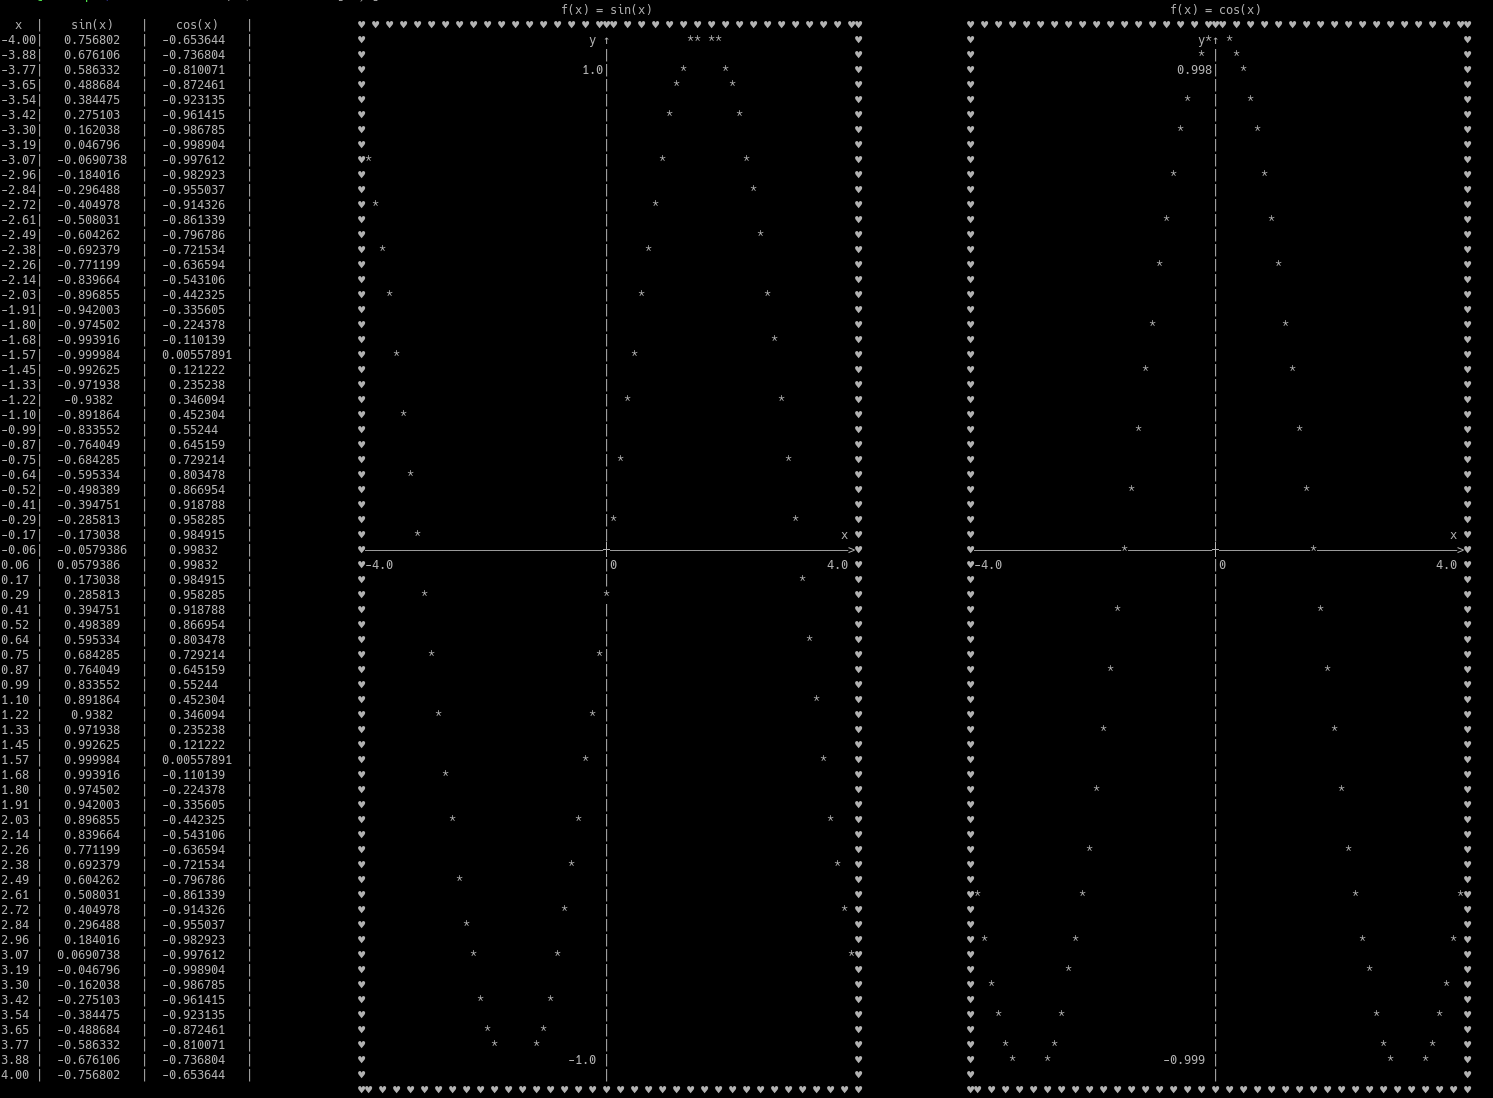 f(x) = sin(x) f(x) = cos(x)
x | sin(x) | cos(x) |
-4.00| 0.756802 | -0.653644 | y ↑ y ↑
-3.88| 0.676106 | -0.736804 |
-3.77| 0.586332 | -0.810071 | 1.0| 0.998|
-3.65| 0.488684 | -0.872461 |
-3.54| 0.384475 | -0.923135 |
-3.42| 0.275103 | -0.961415 |
-3.30| 0.162038 | -0.986785 |
-3.19| 0.046796 | -0.998904 |
-3.07| -0.0690738 | -0.997612 |
-2.96| -0.184016 | -0.982923 |
-2.84| -0.296488 | -0.955037 |
-2.72| -0.404978 | -0.914326 |
-2.61| -0.508031 | -0.861339 |
-2.49| -0.604262 | -0.796786 |
-2.38| -0.692379 | -0.721534 |
-2.26| -0.771199 | -0.636594 |
-2.14| -0.839664 | -0.543106 |
-2.03| -0.896855 | -0.442325 |
-1.91| -0.942003 | -0.335605 |
-1.80| -0.974502 | -0.224378 |
-1.68| -0.993916 | -0.110139 |
-1.57| -0.999984 | 0.00557891 |
-1.45| -0.992625 | 0.121222 |
-1.33| -0.971938 | 0.235238 |
-1.22| -0.9382 | 0.346094 |
-1.10| -0.891864 | 0.452304 |
-0.99| -0.833552 | 0.55244 |
-0.87| -0.764049 | 0.645159 |
-0.75| -0.684285 | 0.729214 |
-0.64| -0.595334 | 0.803478 |
-0.52| -0.498389 | 0.866954 |
-0.41| -0.394751 | 0.918788 |
-0.29| -0.285813 | 0.958285 |
-0.17| -0.173038 | 0.984915 | x x
-0.06| -0.0579386 | 0.99832 |
0.06 | 0.0579386 | 0.99832 | -4.0 |0 4.0 -4.0 |0 4.0
0.17 | 0.173038 | 0.984915 |
0.29 | 0.285813 | 0.958285 |
0.41 | 0.394751 | 0.918788 |
0.52 | 0.498389 | 0.866954 |
0.64 | 0.595334 | 0.803478 |
0.75 | 0.684285 | 0.729214 |
0.87 | 0.764049 | 0.645159 |
0.99 | 0.833552 | 0.55244 |
1.10 | 0.891864 | 0.452304 |
1.22 | 0.9382 | 0.346094 |
1.33 | 0.971938 | 0.235238 |
1.45 | 0.992625 | 0.121222 |
1.57 | 0.999984 | 0.00557891 |
1.68 | 0.993916 | -0.110139 |
1.80 | 0.974502 | -0.224378 |
1.91 | 0.942003 | -0.335605 |
2.03 | 0.896855 | -0.442325 |
2.14 | 0.839664 | -0.543106 |
2.26 | 0.771199 | -0.636594 |
2.38 | 0.692379 | -0.721534 |
2.49 | 0.604262 | -0.796786 |
2.61 | 0.508031 | -0.861339 |
2.72 | 0.404978 | -0.914326 |
2.84 | 0.296488 | -0.955037 |
2.96 | 0.184016 | -0.982923 |
3.07 | 0.0690738 | -0.997612 |
3.19 | -0.046796 | -0.998904 |
3.30 | -0.162038 | -0.986785 |
3.42 | -0.275103 | -0.961415 |
3.54 | -0.384475 | -0.923135 |
3.65 | -0.488684 | -0.872461 |
3.77 | -0.586332 | -0.810071 |
3.88 | -0.676106 | -0.736804 | -1.0 | -0.999 |
4.00 | -0.756802 | -0.653644 |